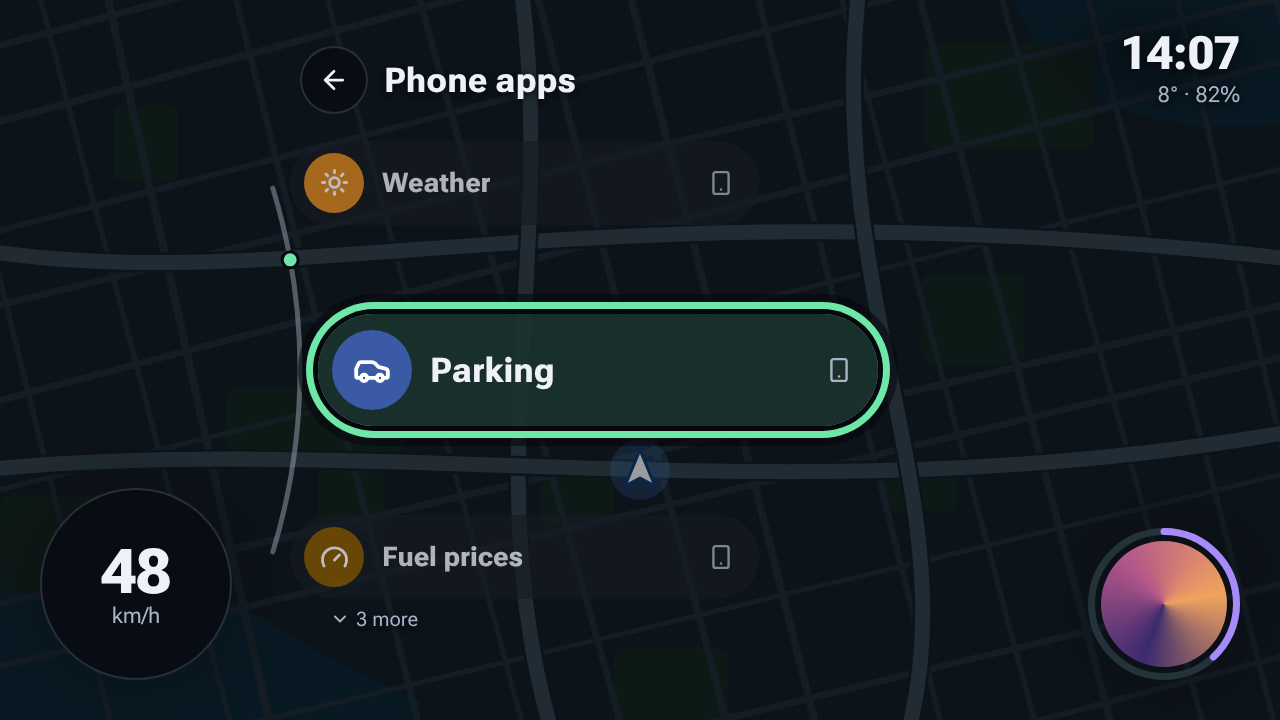 Phone apps
14:07
8° · 82%
Weather
Parking
Fuel prices
3 more
48
km/h